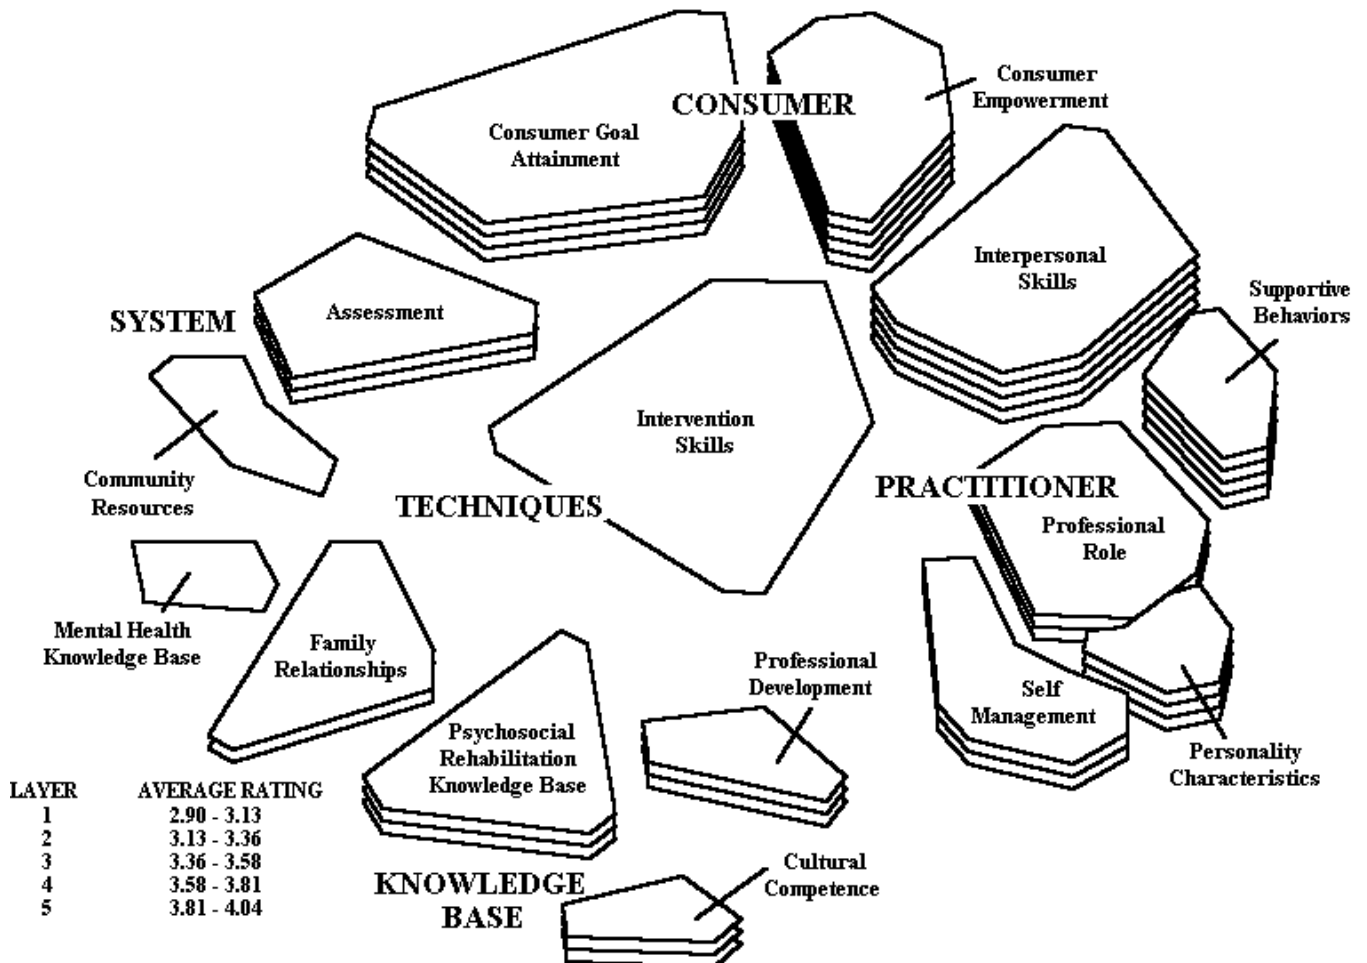 CONSUMER
Consumer
Empowerment
Consumer Goal
Attainment
Interpersonal
Skills
Supportive
Behaviors
SYSTEM
Assessment
Intervention
Skills
Community
Resources
TECHNIQUES
PRACTITIONER
Professional
Role
Mental Health
Knowledge Base
Family
Relationships
Professional
Development
Self
Management
Psychosocial
Rehabilitation
Knowledge Base
Personality
Characteristics
LAYER AVERAGE RATING
1 2.90 - 3.13
2 3.13 - 3.36
3 3.36 - 3.58
4 3.58 - 3.81
5 3.81 - 4.04
KNOWLEDGE
BASE
Cultural
Competence